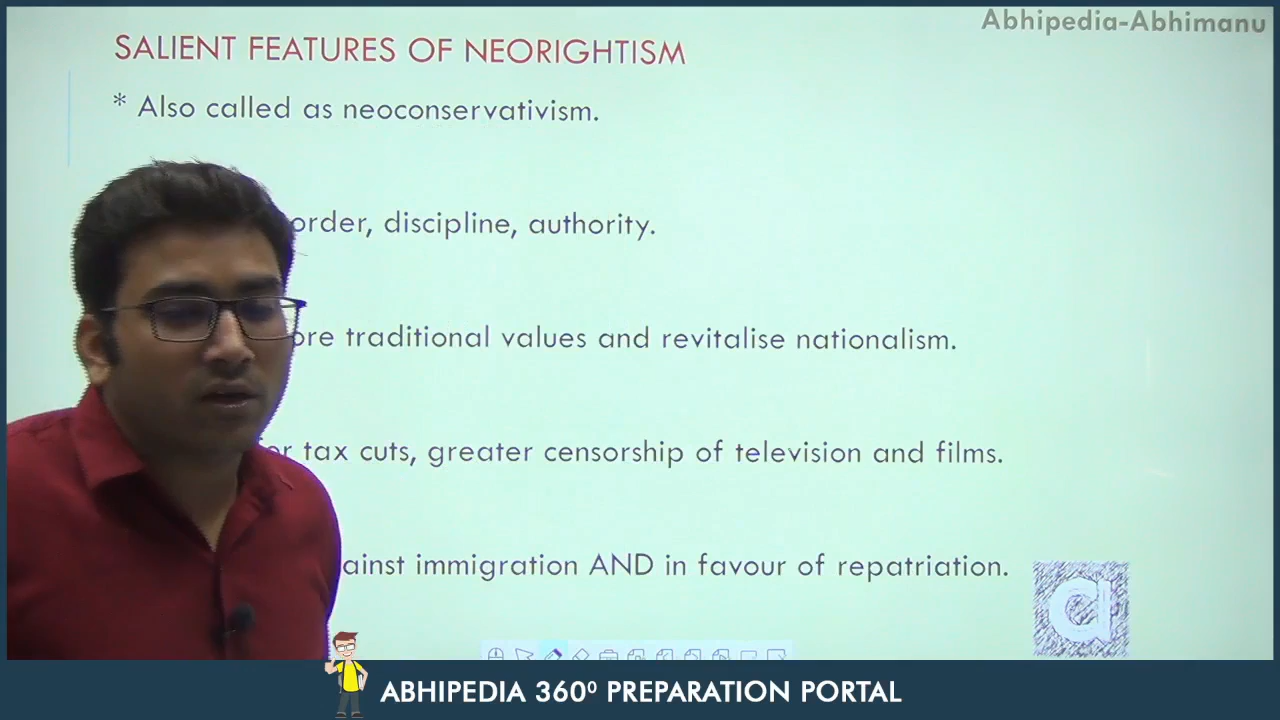 Abhipedia-Abhimanu
SALIENT FEATURES OF NEORIGHTISM
* Also called as neoconservativism.
order, discipline, authority.
ore traditional values and revitalise nationalism.
or tax cuts, greater censorship of television and films.
ainst immigration AND in favour of repatriation.
a
ABHIPEDIA 360⁰ PREPARATION PORTAL